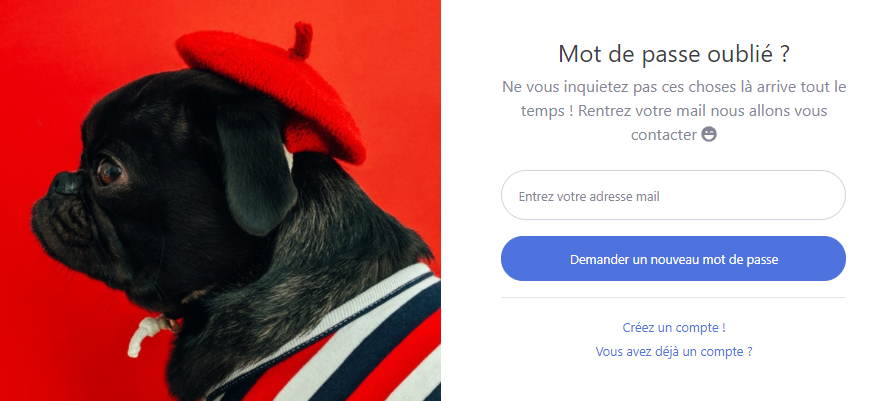 Mot de passe oublié ?
Ne vous inquietez pas ces choses là arrive tout le
temps ! Rentrez votre mail nous allons vous
contacter 😀
Entrez votre adresse mail
Demander un nouveau mot de passe
Créez un compte !
Vous avez déjà un compte ?